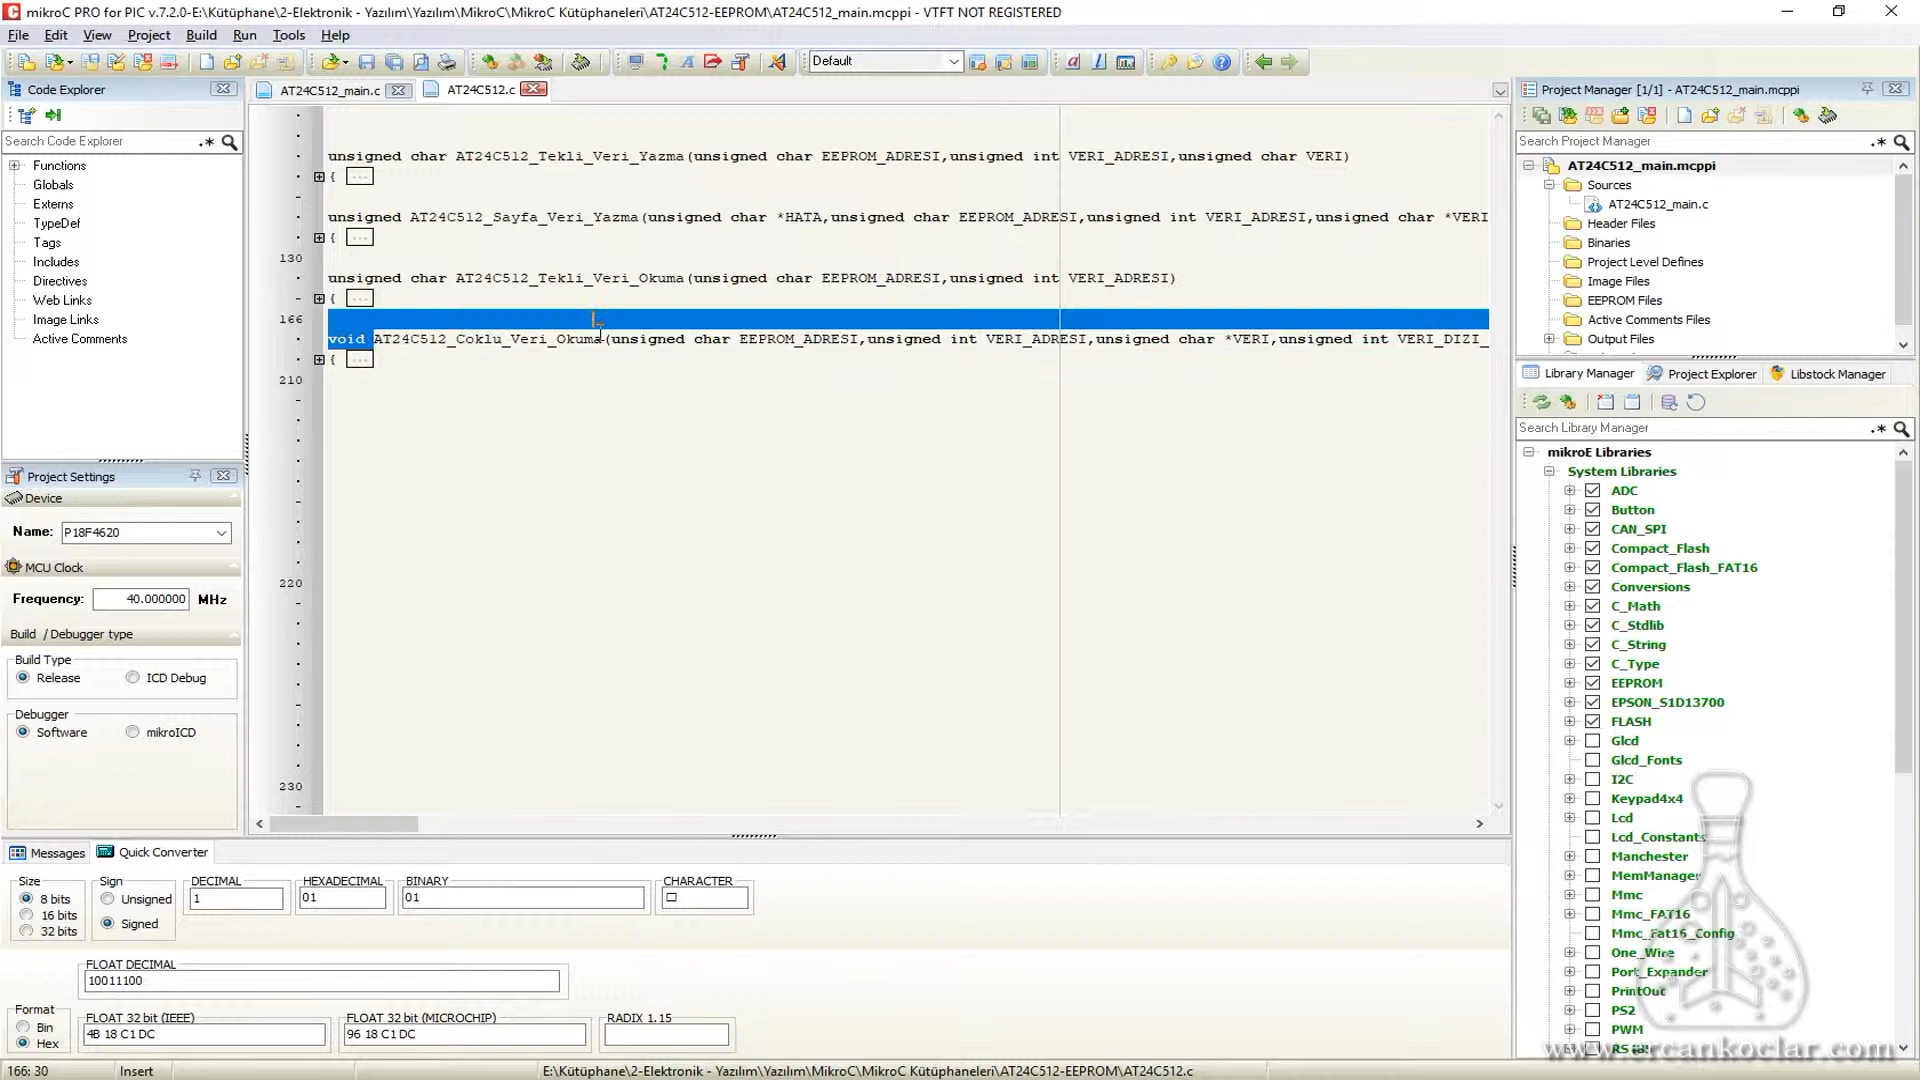 mikroC PRO for PIC v.7.2.0-E:\Kütüphane\2-Elektronik - Yazılım\Yazılım\MikroC\MikroC Kütüphaneleri\AT24C512-EEPROM\AT24C512_main.mcppi - VTFT NOT REGISTERED
File Edit View Project Build Run Tools Help
Default
Code Explorer
Search Code Explorer
Functions
Globals
Externs
TypeDef
Tags
Includes
Directives
Web Links
Image Links
Active Comments
Project Settings
Device
Name: P18F4620
MCU Clock
Frequency: 40.000000 MHz
Build / Debugger type
Build Type
Release ICD Debug
Debugger
Software mikroICD
AT24C512_main.c AT24C512.c
unsigned char AT24C512_Tekli_Veri_Yazma(unsigned char EEPROM_ADRESI,unsigned int VERI_ADRESI,unsigned char VERI)
{ ...
unsigned AT24C512_Sayfa_Veri_Yazma(unsigned char *HATA,unsigned char EEPROM_ADRESI,unsigned int VERI_ADRESI,unsigned char *VERI
{ ...
130
unsigned char AT24C512_Tekli_Veri_Okuma(unsigned char EEPROM_ADRESI,unsigned int VERI_ADRESI)
{ ...
166
void AT24C512_Coklu_Veri_Okuma(unsigned char EEPROM_ADRESI,unsigned int VERI_ADRESI,unsigned char *VERI,unsigned int VERI_DIZI_
{ ...
210
220
230
Project Manager [1/1] - AT24C512_main.mcppi
Search Project Manager
AT24C512_main.mcppi
Sources
AT24C512_main.c
Header Files
Binaries
Project Level Defines
Image Files
EEPROM Files
Active Comments Files
Output Files
Library Manager Project Explorer Libstock Manager
Search Library Manager
mikroE Libraries
System Libraries
ADC
Button
CAN_SPI
Compact_Flash
Compact_Flash_FAT16
Conversions
C_Math
C_Stdlib
C_String
C_Type
EEPROM
EPSON_S1D13700
FLASH
Glcd
Glcd_Fonts
I2C
Keypad4x4
Lcd
Lcd_Constants
Manchester
MemManager
Mmc
Mmc_FAT16
Mmc_Fat16_Config
One_Wire
Port_Expander
PrintOut
PS2
PWM
www.ercankoclar.com
Messages Quick Converter
Size
8 bits
16 bits
32 bits
Sign
Unsigned
Signed
DECIMAL
1
HEXADECIMAL
01
BINARY
01
CHARACTER
FLOAT DECIMAL
10011100
Format
Bin
Hex
FLOAT 32 bit (IEEE)
4B 18 C1 DC
FLOAT 32 bit (MICROCHIP)
96 18 C1 DC
RADIX 1.15
166: 30 Insert E:\Kütüphane\2-Elektronik - Yazılım\Yazılım\MikroC\MikroC Kütüphaneleri\AT24C512-EEPROM\AT24C512.c